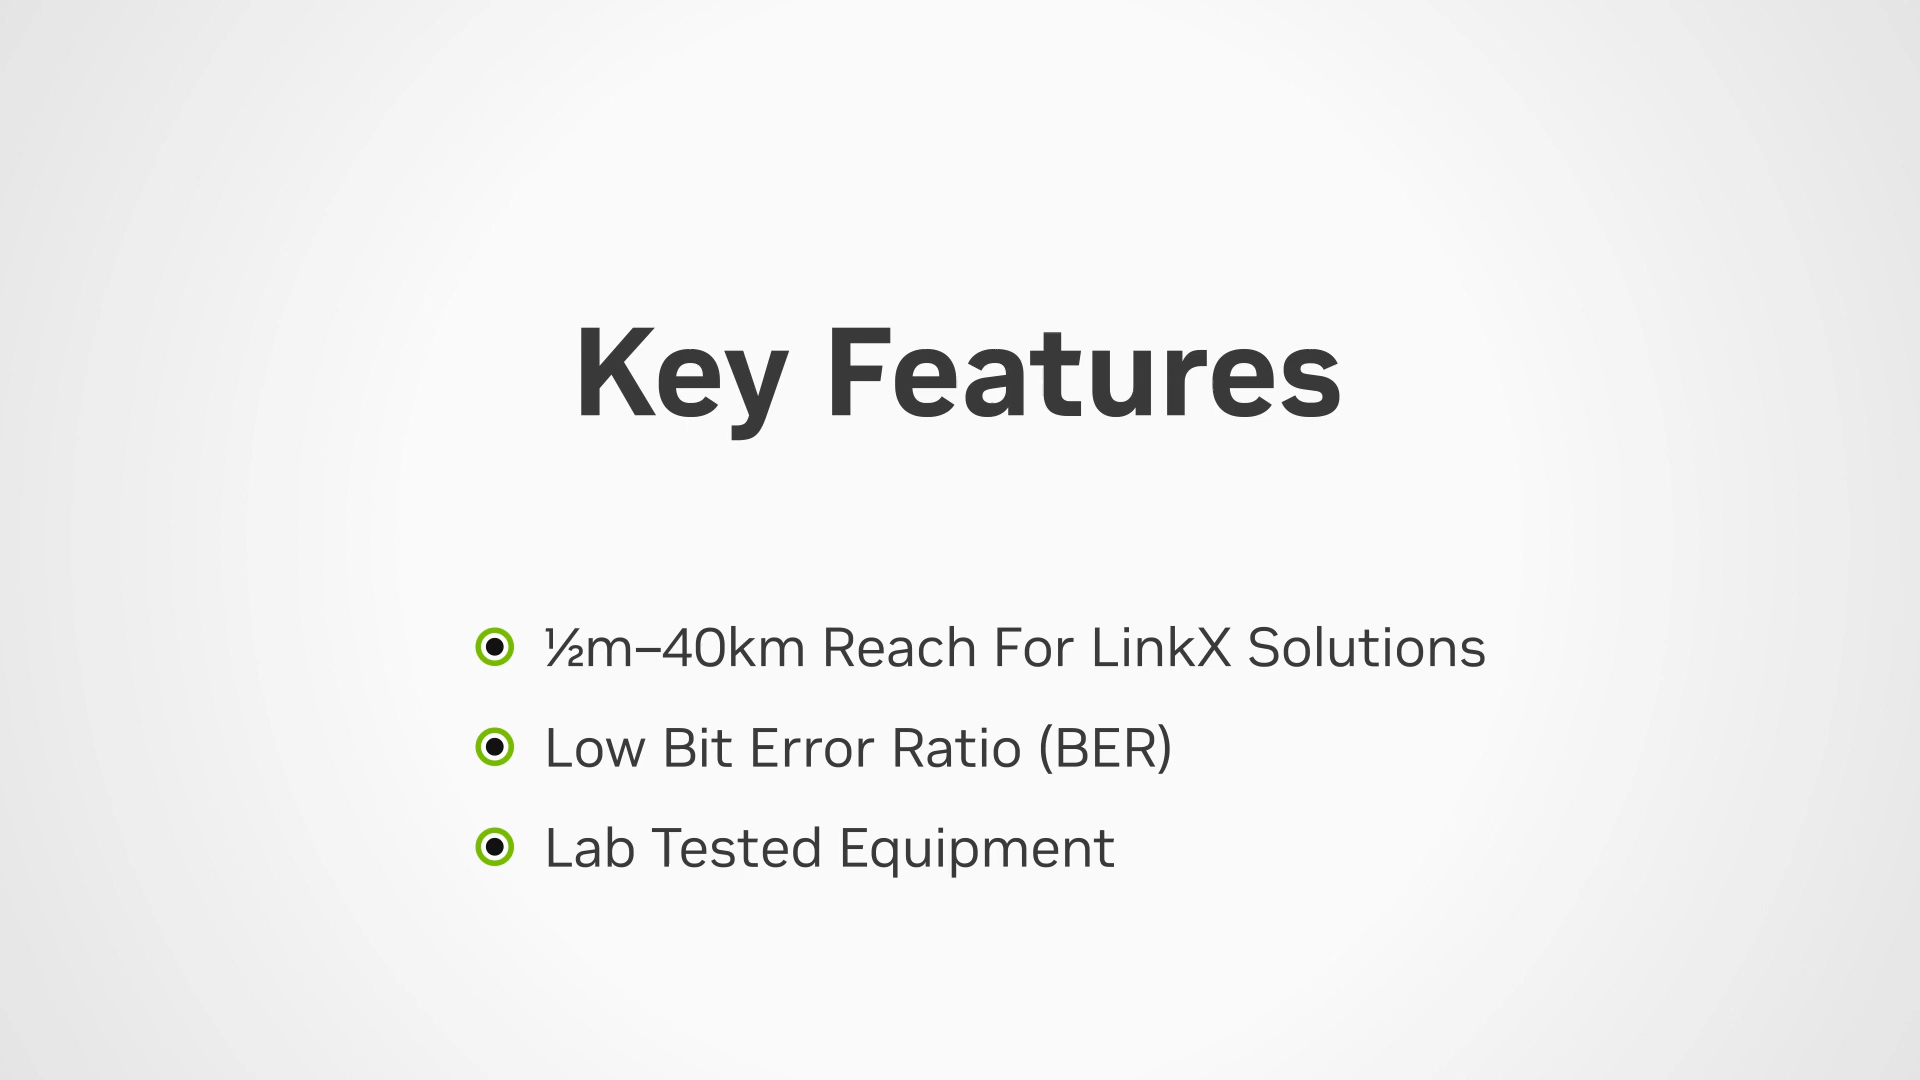 Key Features
½m–40km Reach For LinkX Solutions
Low Bit Error Ratio (BER)
Lab Tested Equipment